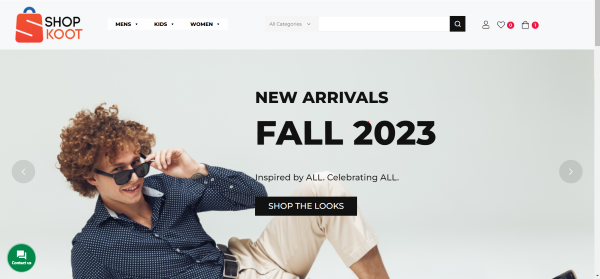 SHOP
KOOT
MENS
KIDS
WOMEN
All Categories
0
1
NEW ARRIVALS
FALL 2023
Inspired by ALL. Celebrating ALL.
SHOP THE LOOKS
Contact us